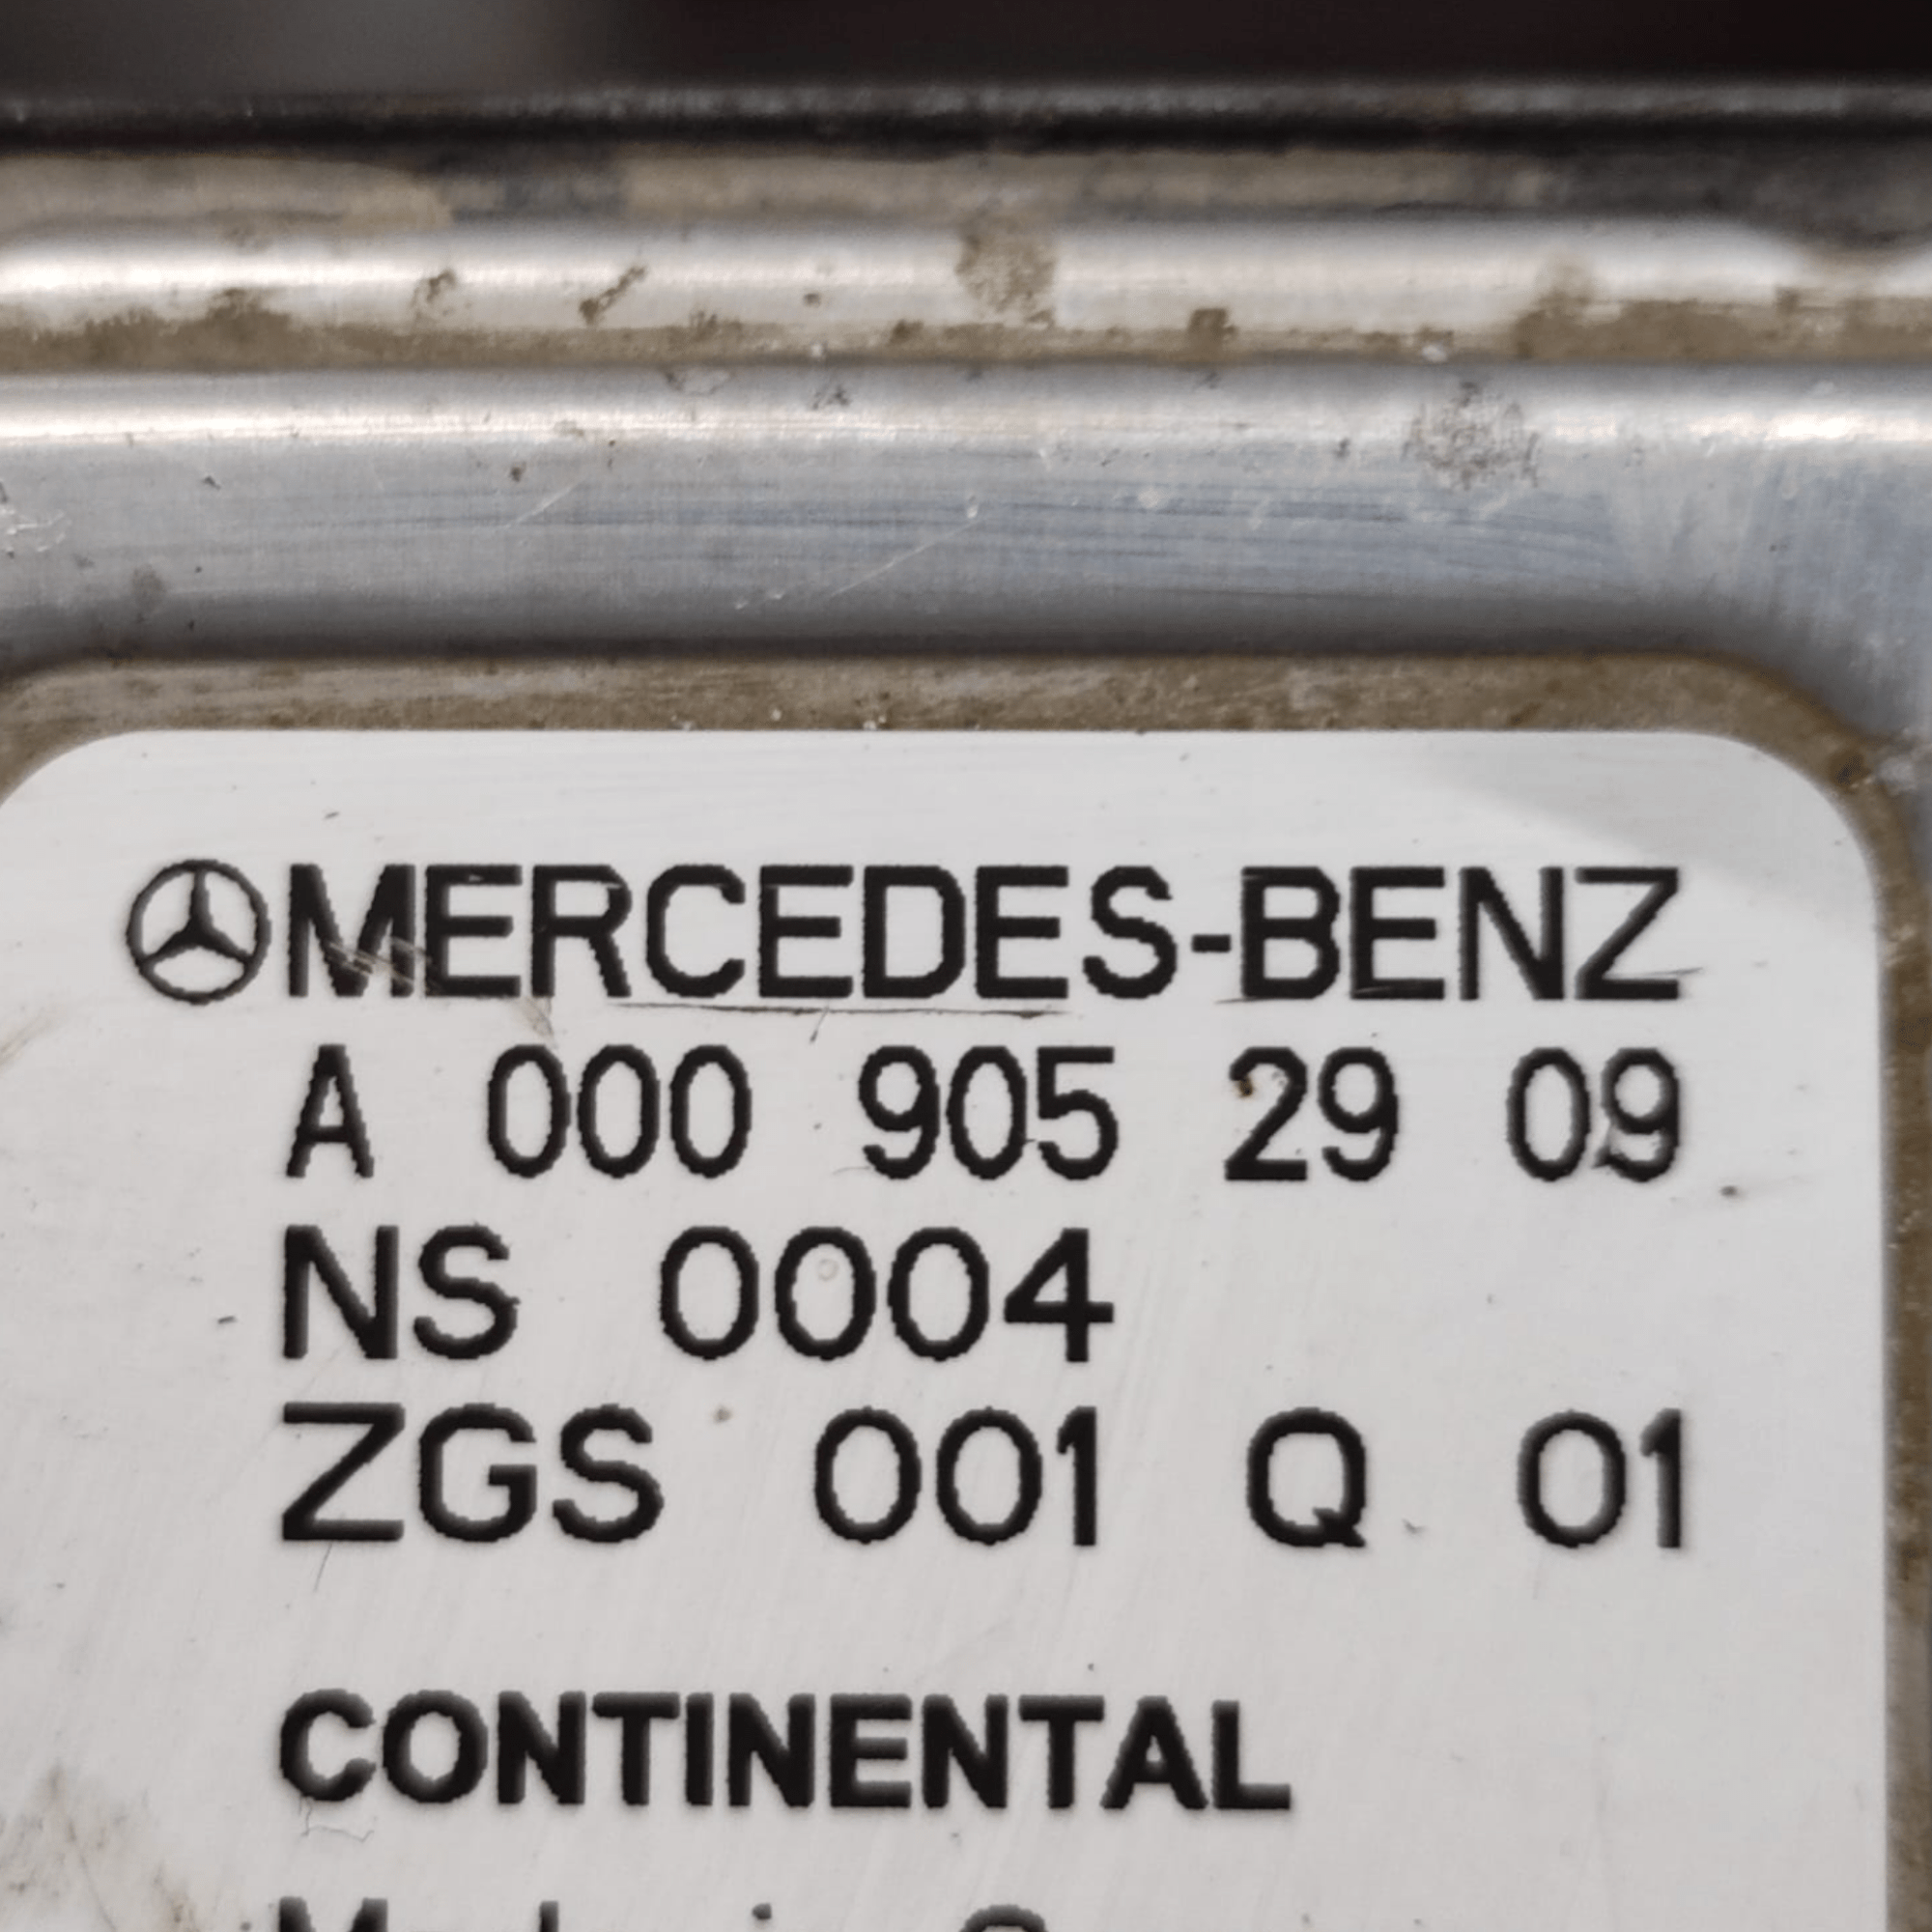 MERCEDES-BENZ
A 000 905 29 09
NS 0004
ZGS 001 Q 01
CONTINENTAL